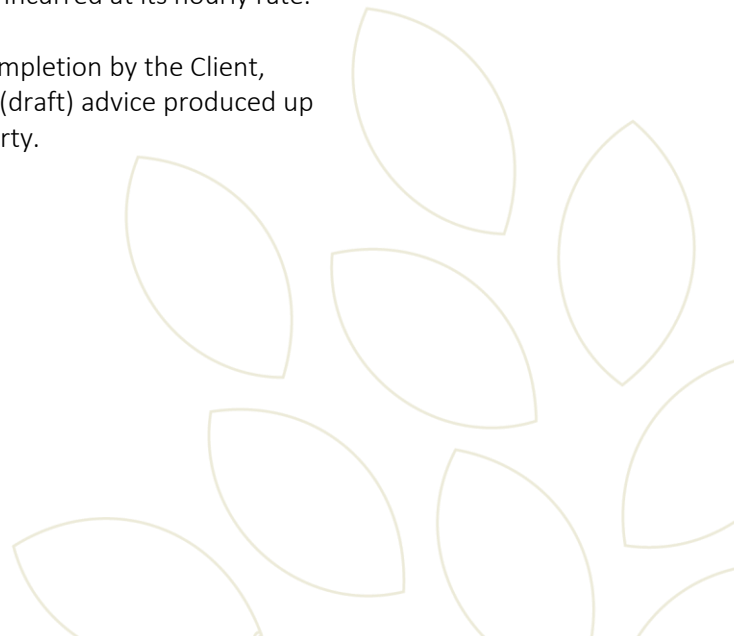 incurred at its hourly rate.
mpletion by the Client,
(draft) advice produced up
rty.